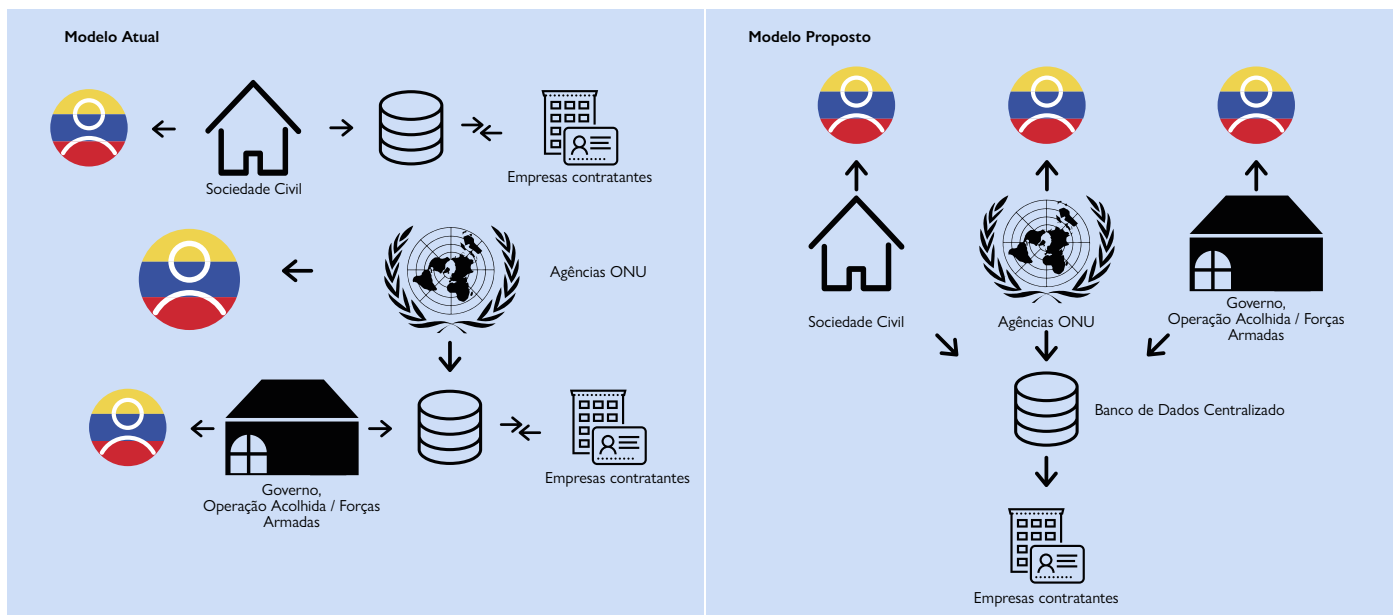 Modelo Atual
Sociedade Civil
Empresas contratantes
Agências ONU
Governo,
Operação Acolhida / Forças
Armadas
Empresas contratantes
Modelo Proposto
Sociedade Civil
Agências ONU
Governo,
Operação Acolhida / Forças
Armadas
Banco de Dados Centralizado
Empresas contratantes